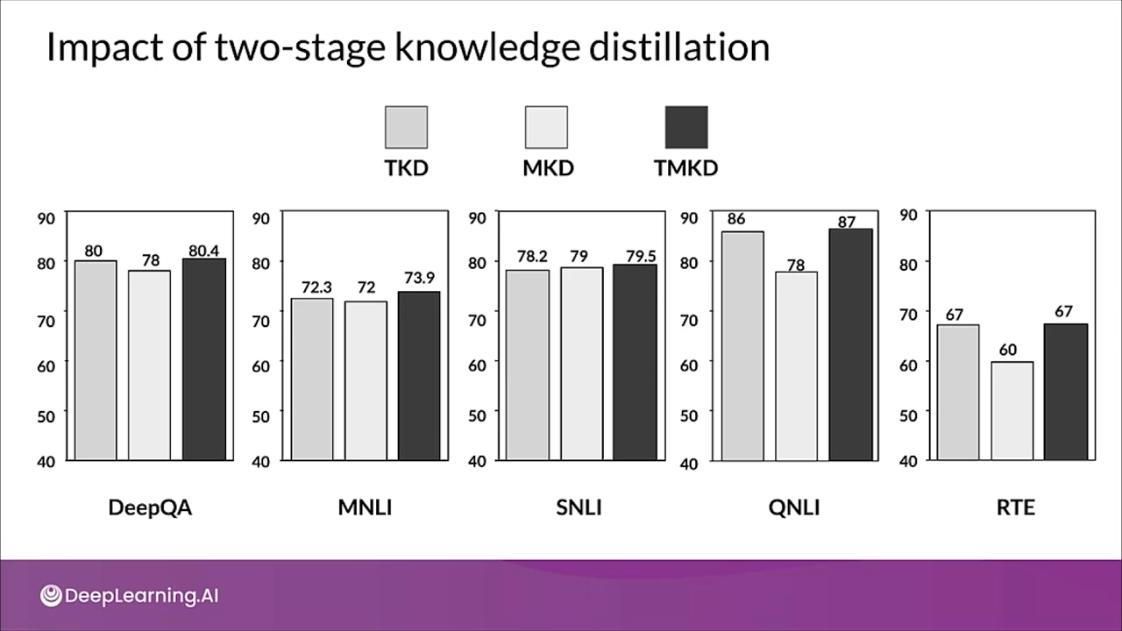 Impact of two-stage knowledge distillation
TKD MKD TMKD
90 80 70 60 50 40
80 78 80.4
DeepQA
90 80 70 60 50 40
72.3 72 73.9
MNLI
90 80 70 60 50 40
78.2 79 79.5
SNLI
90 80 70 60 50 40
86 78 87
QNLI
90 80 70 60 50 40
67 60 67
RTE
DeepLearning.AI